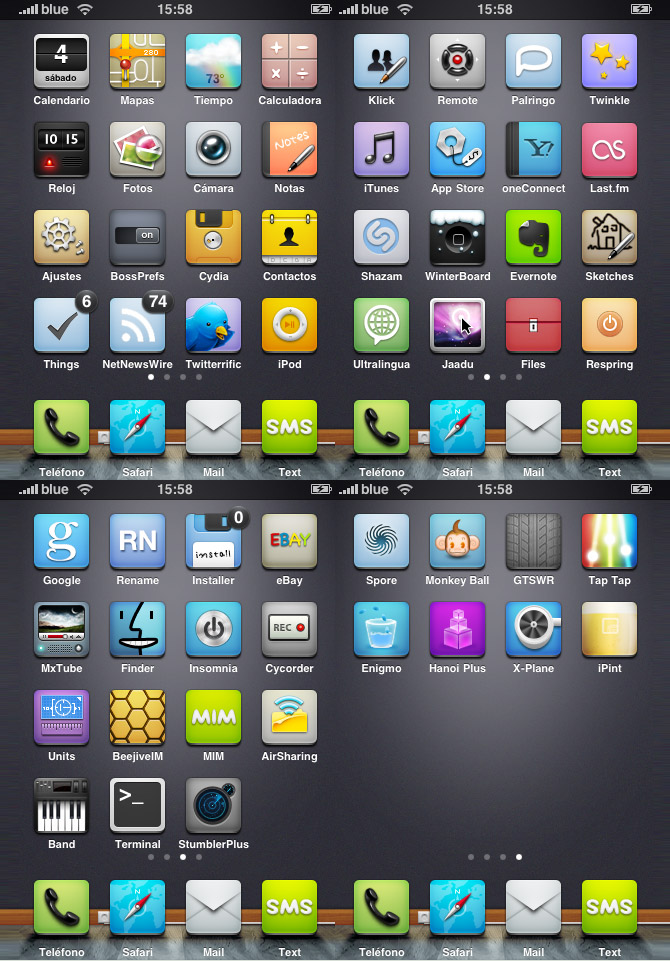 blue 15:58
4
sábado
280
73°
Calendario Mapas Tiempo Calculadora
10 15
Notes
Reloj Fotos Cámara Notas
on
Ajustes BossPrefs Cydia Contactos
6 74
Things NetNewsWire Twitterrific iPod
SMS
Teléfono Safari Mail Text
blue 15:58
Klick Remote Palringo Twinkle
Y!
iTunes App Store oneConnect Last.fm
Shazam WinterBoard Evernote Sketches
Ultralingua Jaadu Files Respring
SMS
Teléfono Safari Mail Text
blue 15:58
g RN install 0 EBAY
Google Rename Installer eBay
REC
MxTube Finder Insomnia Cycorder
MIM
Units BeejiveIM MIM AirSharing
>_
Band Terminal StumblerPlus
SMS
Teléfono Safari Mail Text
blue 15:58
Spore Monkey Ball GTSWR Tap Tap
Enigmo Hanoi Plus X-Plane iPint
SMS
Teléfono Safari Mail Text